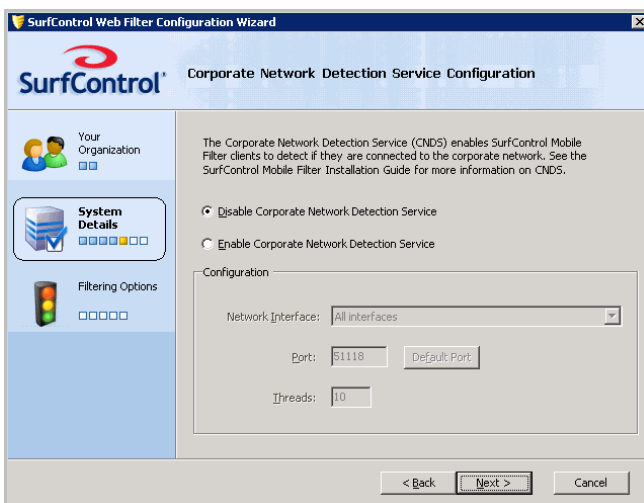 SurfControl Web Filter Configuration Wizard
SurfControl
Corporate Network Detection Service Configuration
Your
Organization
System
Details
Filtering Options
The Corporate Network Detection Service (CNDS) enables SurfControl Mobile
Filter clients to detect if they are connected to the corporate network. See the
SurfControl Mobile Filter Installation Guide for more information on CNDS.
Disable Corporate Network Detection Service
Enable Corporate Network Detection Service
Configuration
Network Interface: All interfaces
Port: 51118 Default Port
Threads: 10
< Back Next > Cancel